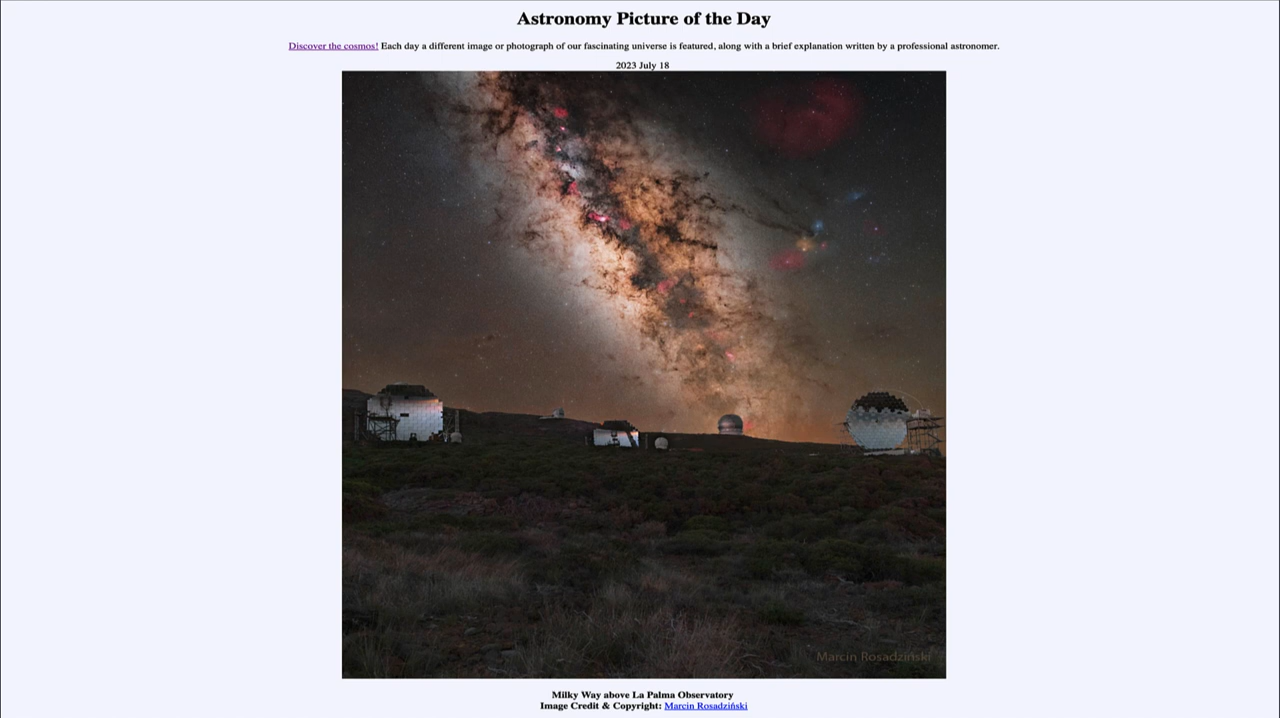 Astronomy Picture of the Day
Discover the cosmos! Each day a different image or photograph of our fascinating universe is featured, along with a brief explanation written by a professional astronomer.
2023 July 18
Marcin Rosadziński
Milky Way above La Palma Observatory
Image Credit & Copyright: Marcin Rosadziński